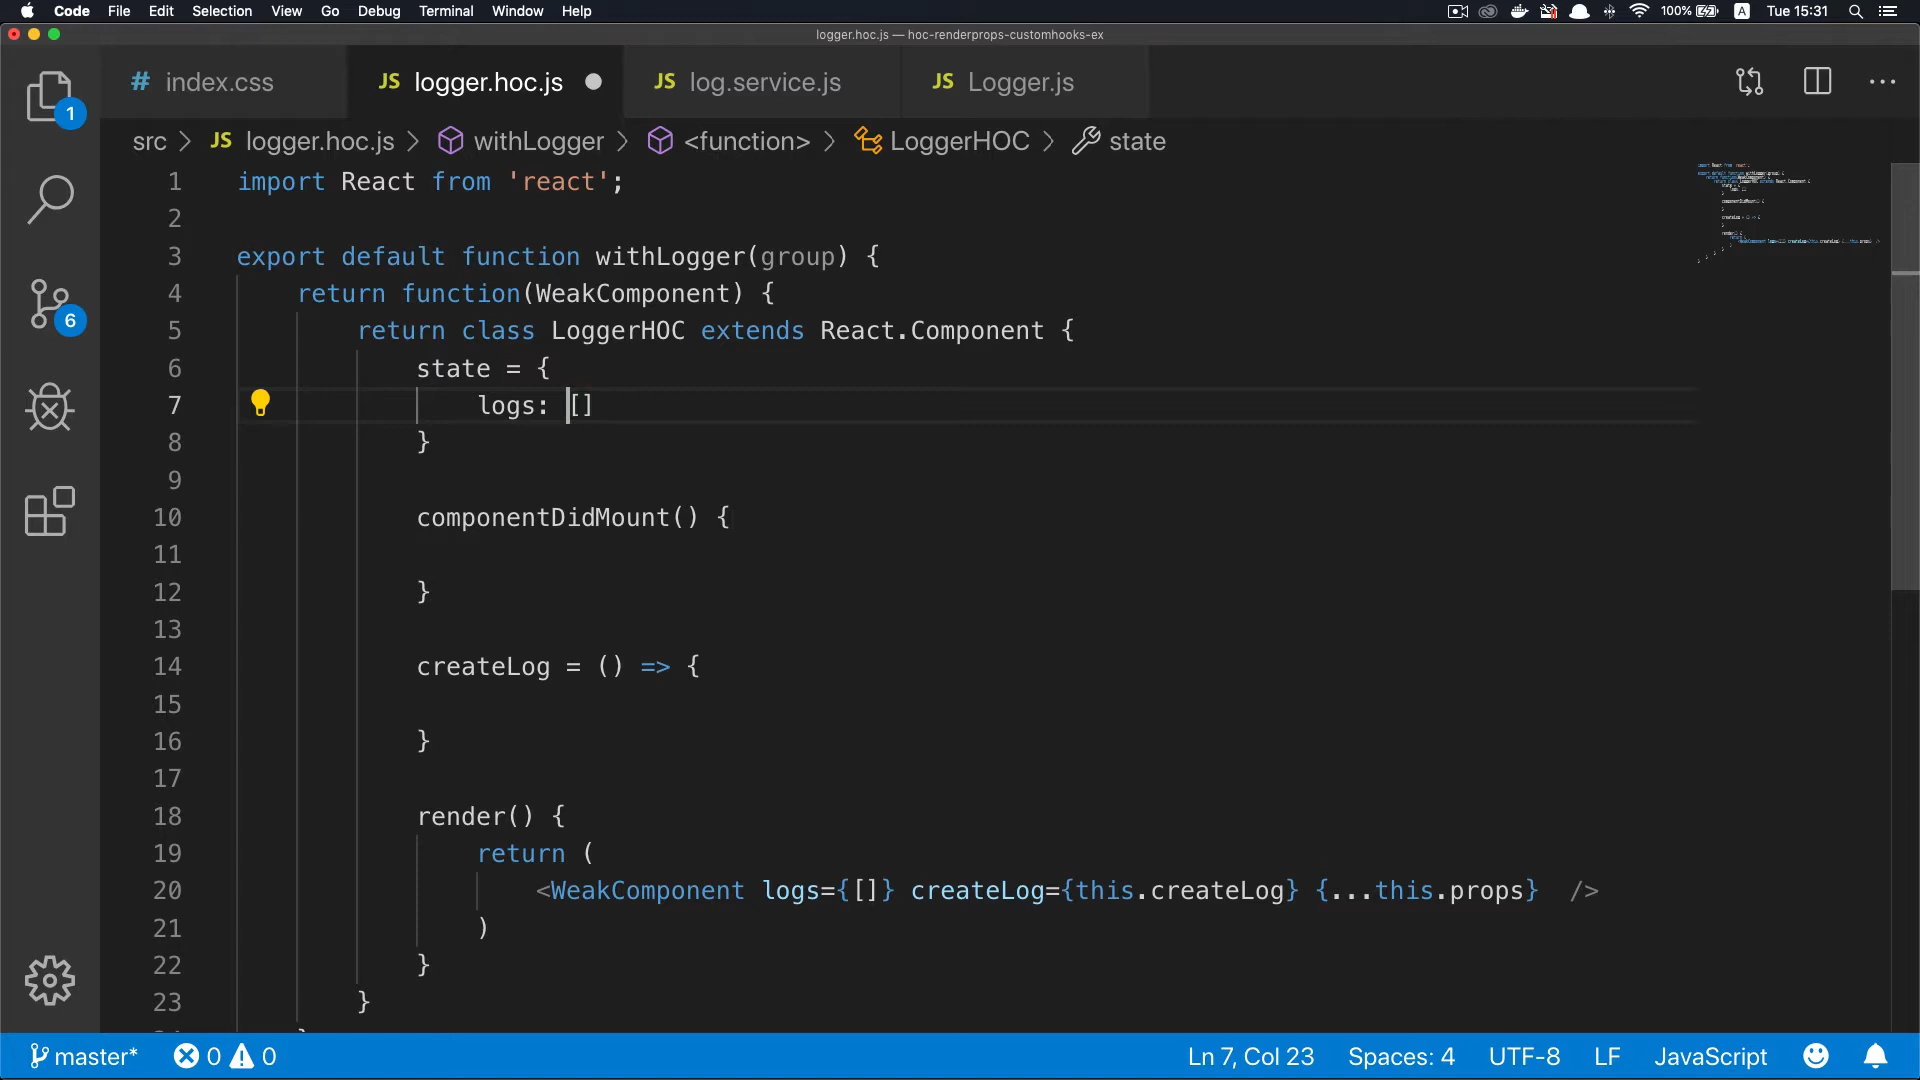 Code File Edit Selection View Go Debug Terminal Window Help 100% A Tue 15:31
logger.hoc.js — hoc-renderprops-customhooks-ex
# index.css JS logger.hoc.js JS log.service.js JS Logger.js
src > JS logger.hoc.js > withLogger > <function> > LoggerHOC > state
1 import React from 'react';
2
3 export default function withLogger(group) {
4 return function(WeakComponent) {
5 return class LoggerHOC extends React.Component {
6 state = {
7 logs: []
8 }
9
10 componentDidMount() {
11
12 }
13
14 createLog = () => {
15
16 }
17
18 render() {
19 return (
20 <WeakComponent logs={[]} createLog={this.createLog} {...this.props}  />
21 )
22 }
23 }
1
6
master* 0 0 Ln 7, Col 23 Spaces: 4 UTF-8 LF JavaScript